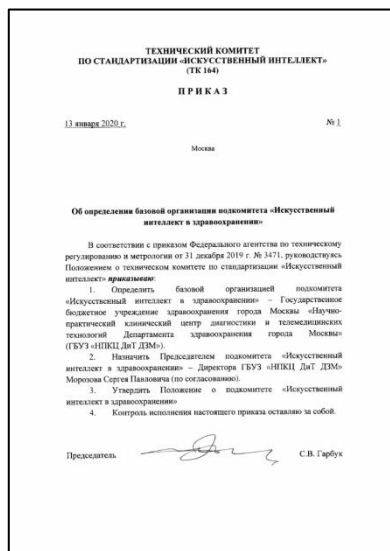 ТЕХНИЧЕСКИЙ КОМИТЕТ
ПО СТАНДАРТИЗАЦИИ «ИСКУССТВЕННЫЙ ИНТЕЛЛЕКТ»
(ТК 164)
П Р И К А З
13 января 2020 г. № 1
Москва
Об определении базовой организации подкомитета «Искусственный
интеллект в здравоохранении»
В соответствии с приказом Федерального агентства по техническому
регулированию и метрологии от 31 декабря 2019 г. № 3471, руководствуясь
Положением о техническом комитете по стандартизации «Искусственный
интеллект» приказываю:
1. Определить базовой организацией подкомитета
«Искусственный интеллект в здравоохранении» – Государственное
бюджетное учреждение здравоохранения города Москвы «Научно-
практический клинический центр диагностики и телемедицинских
технологий Департамента здравоохранения города Москвы»
(ГБУЗ «НПКЦ ДиТ ДЗМ»).
2. Назначить Председателем подкомитета «Искусственный
интеллект в здравоохранении» – Директора ГБУЗ «НПКЦ ДиТ ДЗМ»
Морозова Сергея Павловича (по согласованию).
3. Утвердить Положение о подкомитете «Искусственный
интеллект в здравоохранении»
4. Контроль исполнения настоящего приказа оставляю за собой.
Председатель С.В. Гарбук